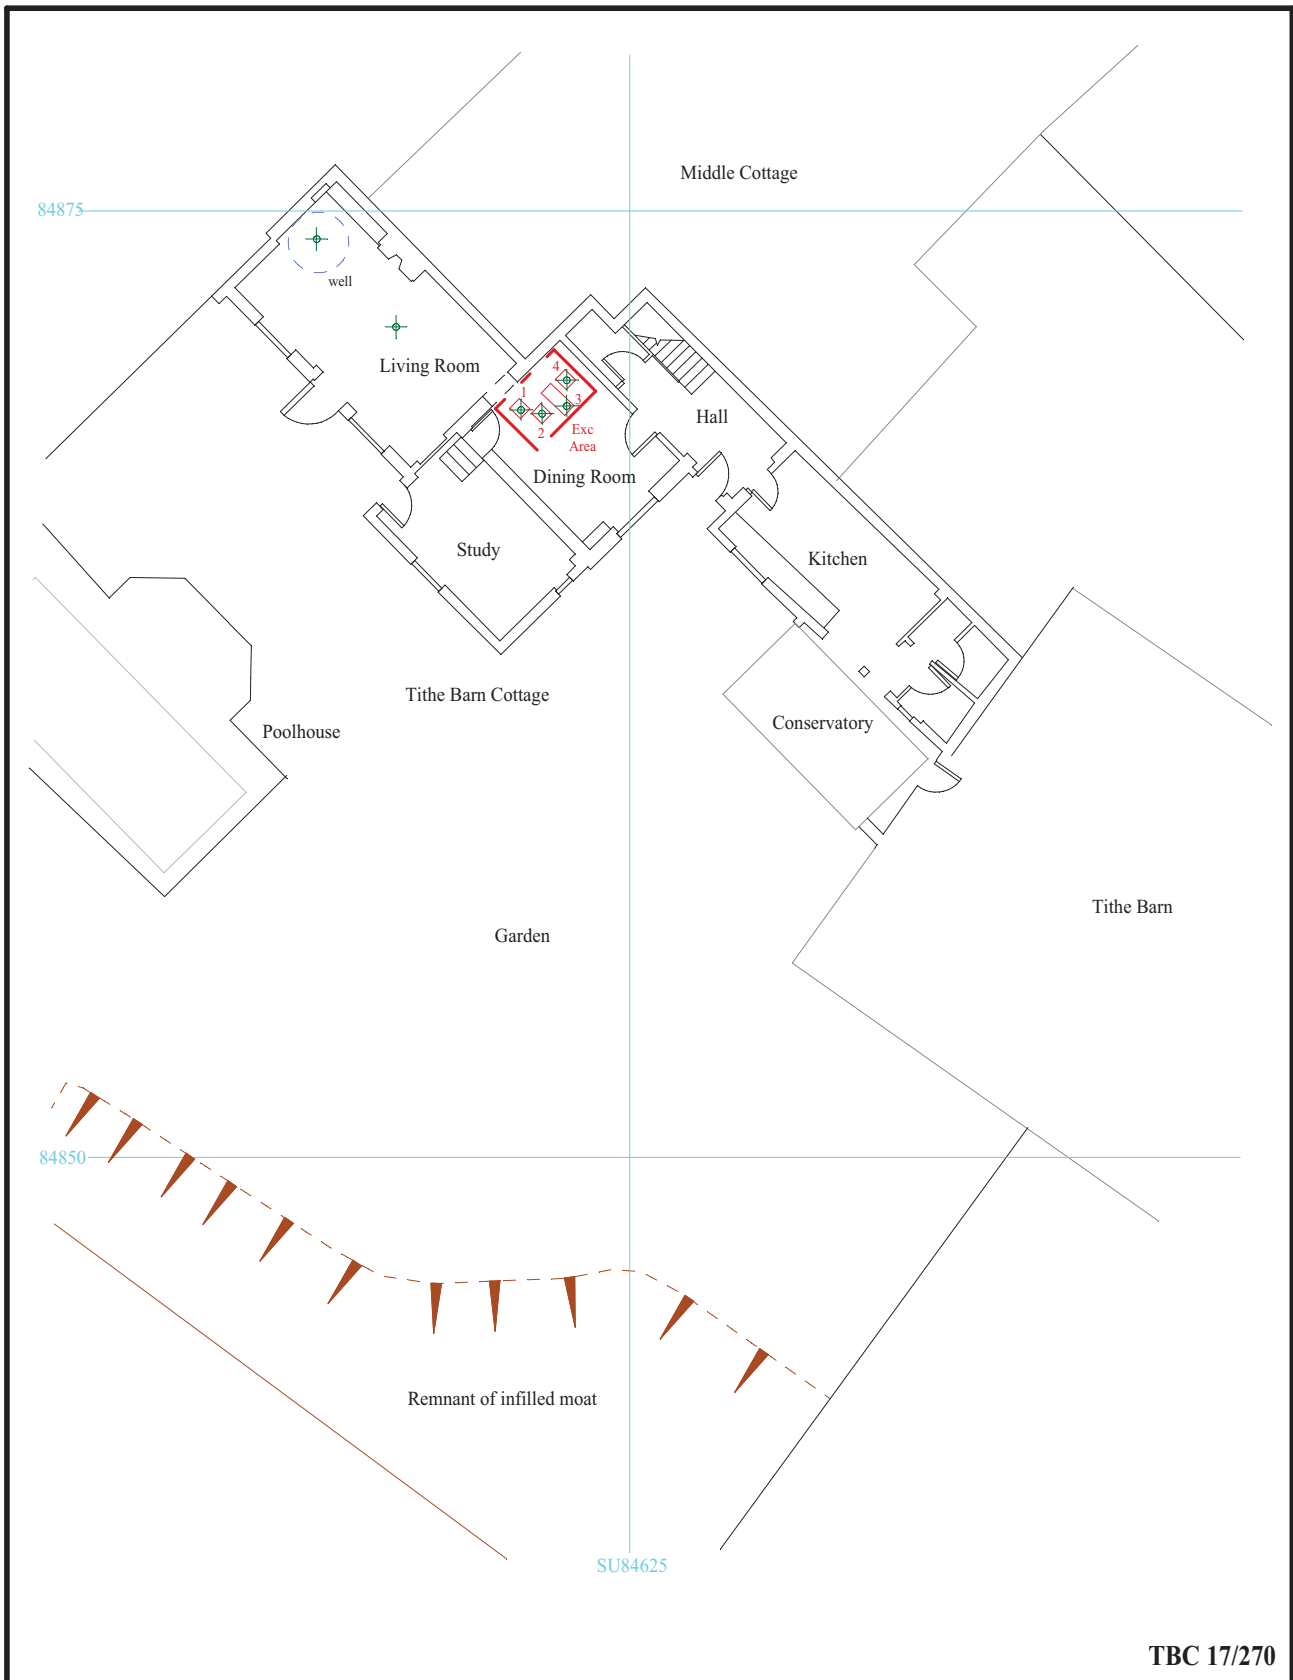 Middle Cottage
84875
well
Living Room
4
1
3
2
Exc
Area
Hall
Dining Room
Study
Kitchen
Tithe Barn Cottage
Poolhouse
Conservatory
Tithe Barn
Garden
84850
Remnant of infilled moat
SU84625
TBC 17/270